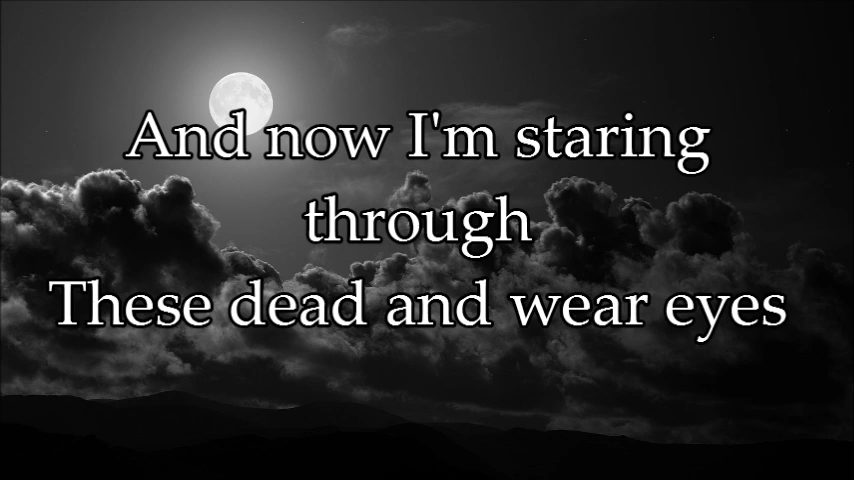 And now I'm staring
through
These dead and wear eyes